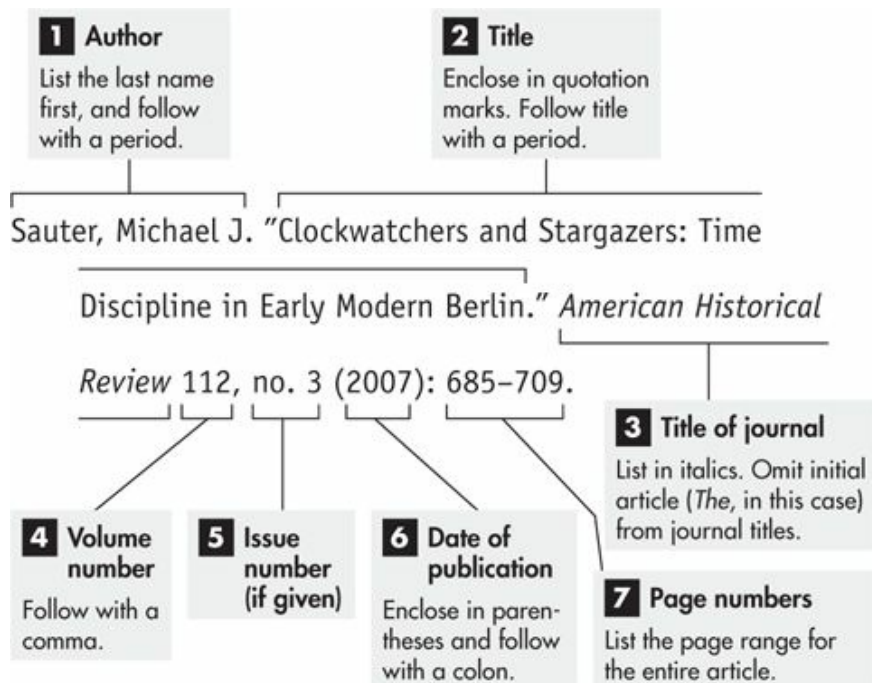 1 Author
List the last name
first, and follow
with a period.
2 Title
Enclose in quotation
marks. Follow title
with a period.
Sauter, Michael J. "Clockwatchers and Stargazers: Time
Discipline in Early Modern Berlin." American Historical
Review 112, no. 3 (2007): 685–709.
3 Title of journal
List in italics. Omit initial
article (The, in this case)
from journal titles.
4 Volume
number
Follow with a
comma.
5 Issue
number
(if given)
6 Date of
publication
Enclose in paren-
theses and follow
with a colon.
7 Page numbers
List the page range for
the entire article.